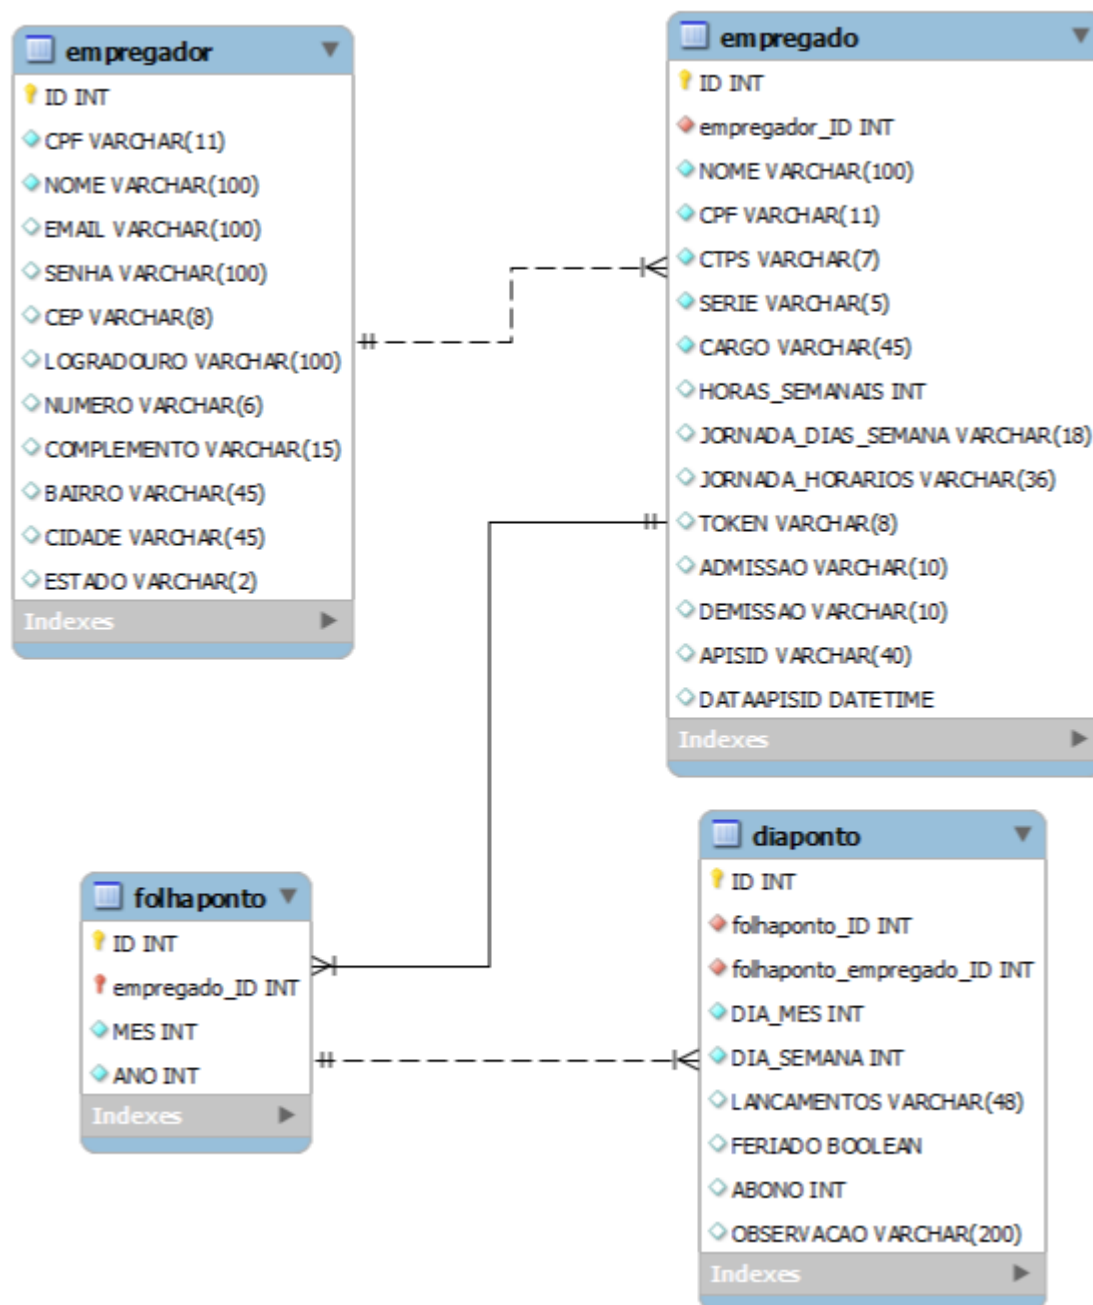 empregador
ID INT
CPF VARCHAR(11)
NOME VARCHAR(100)
EMAIL VARCHAR(100)
SENHA VARCHAR(100)
CEP VARCHAR(8)
LOGRADOURO VARCHAR(100)
NUMERO VARCHAR(6)
COMPLEMENTO VARCHAR(15)
BAIRRO VARCHAR(45)
CIDADE VARCHAR(45)
ESTADO VARCHAR(2)
Indexes
empregado
ID INT
empregador_ID INT
NOME VARCHAR(100)
CPF VARCHAR(11)
CTPS VARCHAR(7)
SERIE VARCHAR(5)
CARGO VARCHAR(45)
HORAS_SEMANAIS INT
JORNADA_DIAS_SEMANA VARCHAR(18)
JORNADA_HORARIOS VARCHAR(36)
TOKEN VARCHAR(8)
ADMISSAO VARCHAR(10)
DEMISSAO VARCHAR(10)
APISID VARCHAR(40)
DATAAPISID DATETIME
Indexes
folhaponto
ID INT
empregado_ID INT
MES INT
ANO INT
Indexes
diaponto
ID INT
folhaponto_ID INT
folhaponto_empregado_ID INT
DIA_MES INT
DIA_SEMANA INT
LANCAMENTOS VARCHAR(48)
FERIADO BOOLEAN
ABONO INT
OBSERVACAO VARCHAR(200)
Indexes